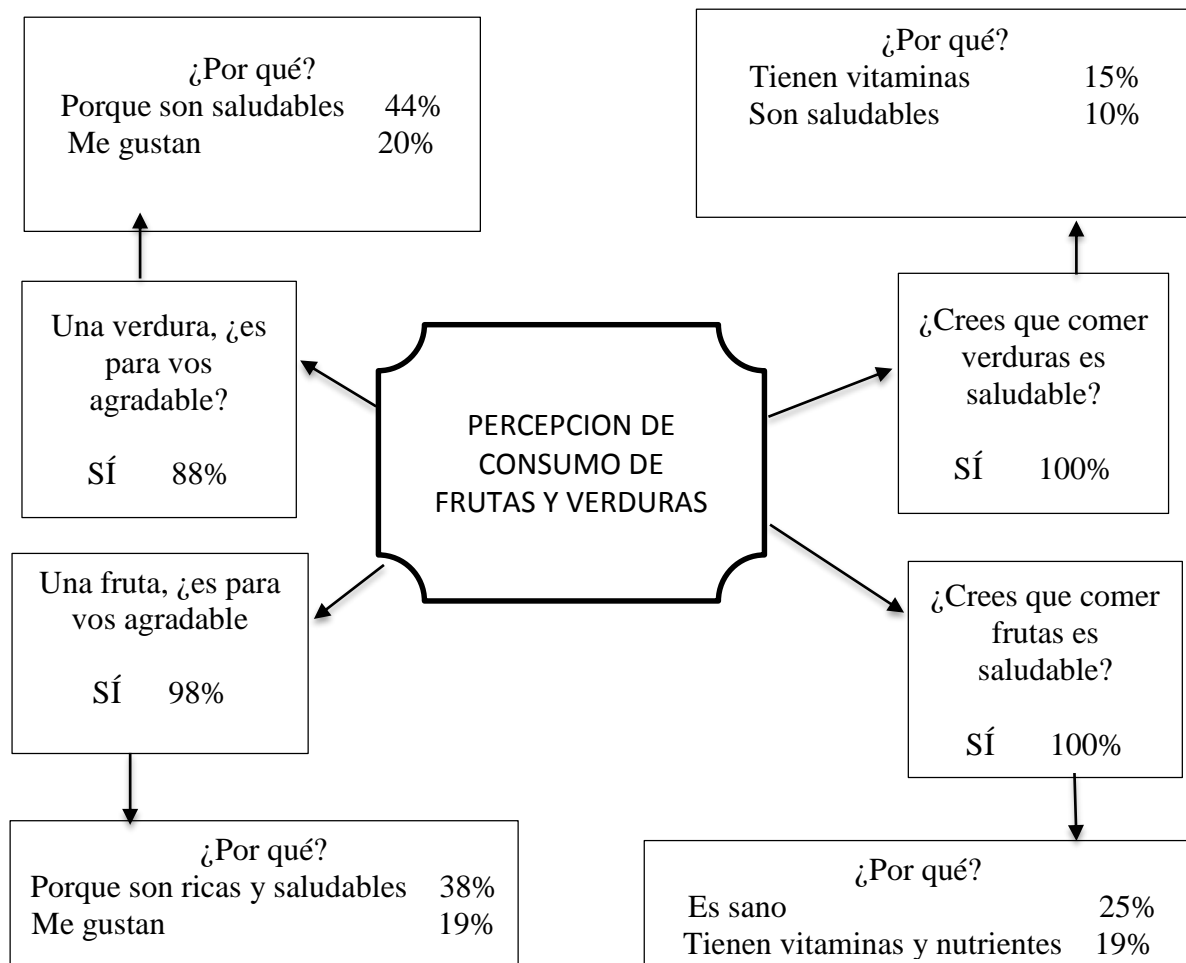 ¿Por qué?
Porque son saludables 44%
Me gustan 20%
¿Por qué?
Tienen vitaminas 15%
Son saludables 10%
Una verdura, ¿es
para vos
agradable?
SÍ 88%
PERCEPCION DE
CONSUMO DE
FRUTAS Y VERDURAS
¿Crees que comer
verduras es
saludable?
SÍ 100%
Una fruta, ¿es para
vos agradable
SÍ 98%
¿Crees que comer
frutas es
saludable?
SÍ 100%
¿Por qué?
Porque son ricas y saludables 38%
Me gustan 19%
¿Por qué?
Es sano 25%
Tienen vitaminas y nutrientes 19%